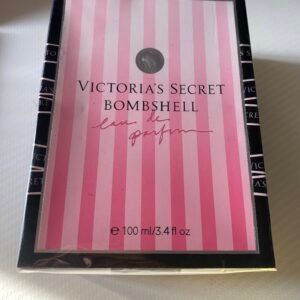 VICTORIA'S SECRET
BOMBSHELL
eau de
parfum
℮ 100 ml/3.4 fl oz